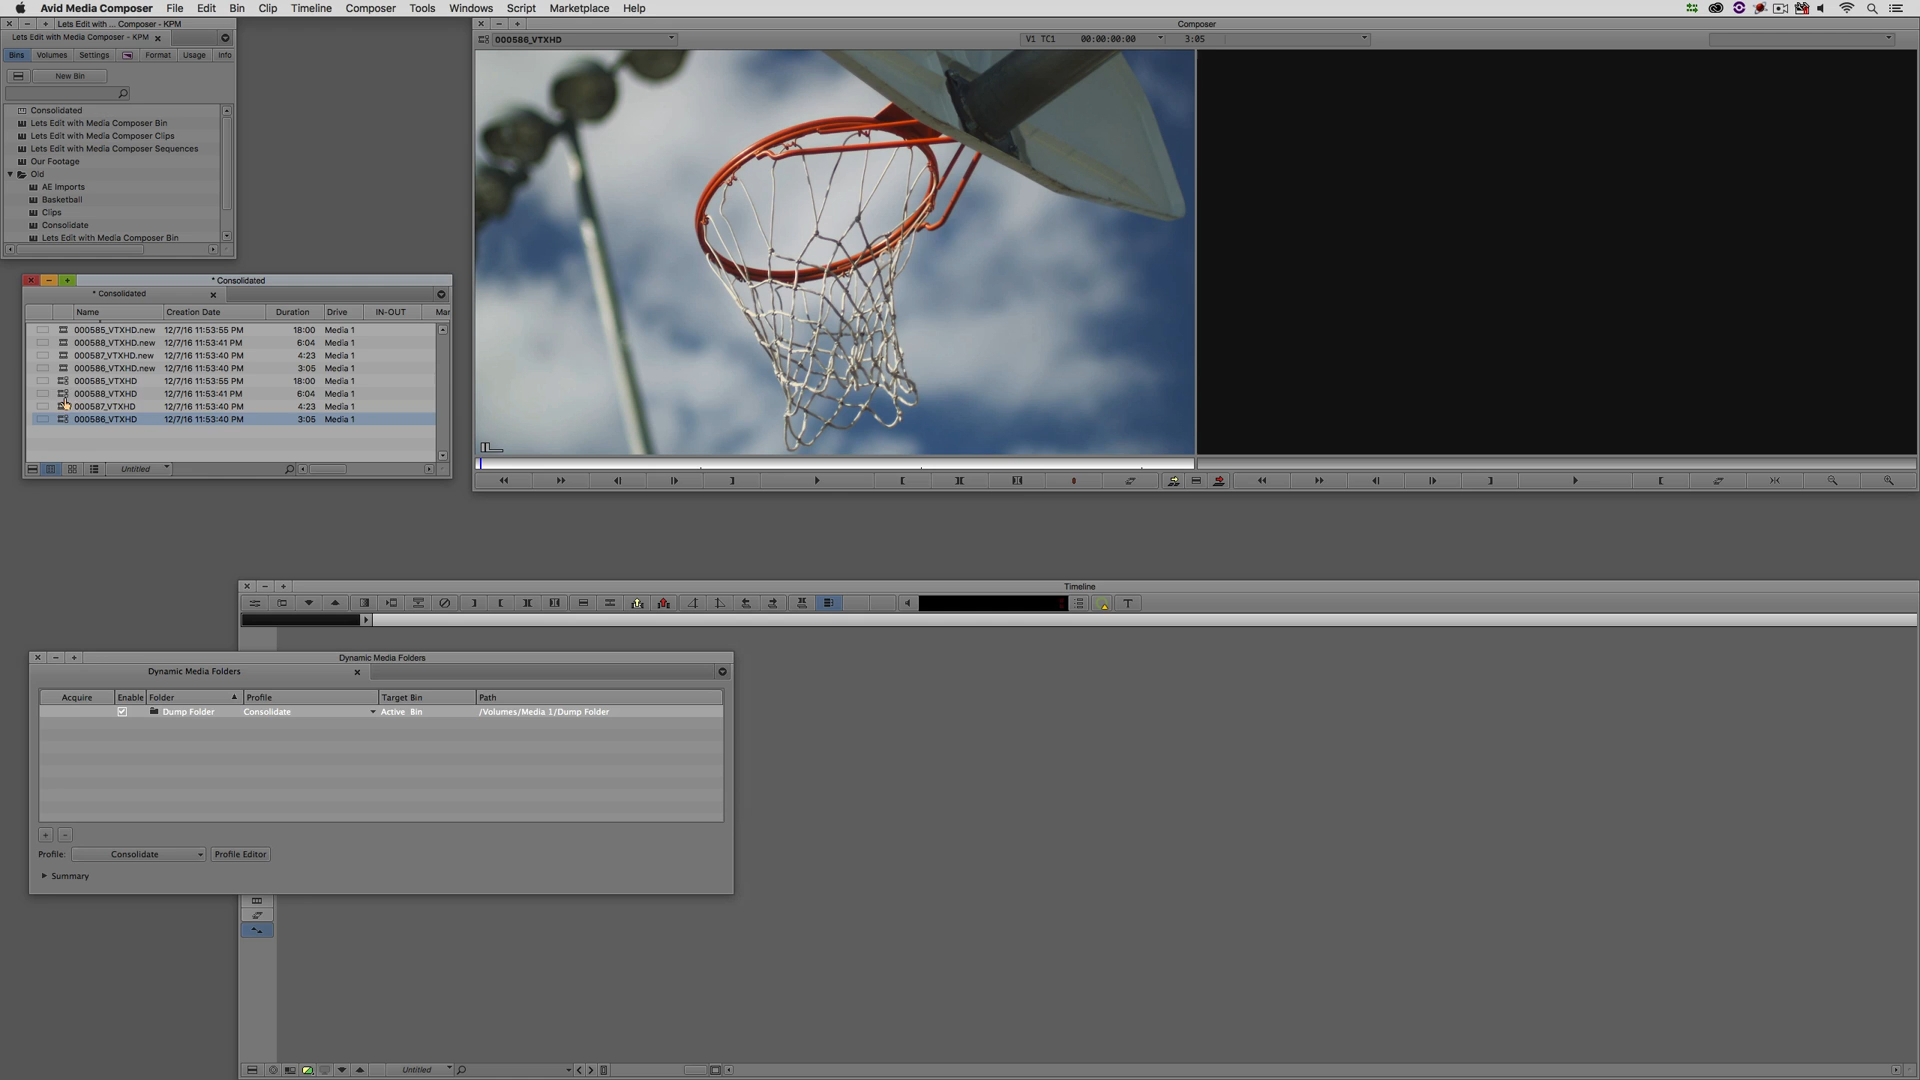 Avid Media Composer File Edit Bin Clip Timeline Composer Tools Windows Script Marketplace Help
Lets Edit with ... Composer - KPM
Lets Edit with Media Composer - KPM
Bins Volumes Settings Format Usage Info
New Bin
Consolidated
Lets Edit with Media Composer Bin
Lets Edit with Media Composer Clips
Lets Edit with Media Composer Sequences
Our Footage
Old
AE Imports
Basketball
Clips
Consolidate
Lets Edit with Media Composer Bin
* Consolidated
* Consolidated
Name Creation Date Duration Drive IN-OUT Mar
000585_VTXHD.new 12/7/16 11:53:55 PM 18:00 Media 1
000588_VTXHD.new 12/7/16 11:53:41 PM 6:04 Media 1
000587_VTXHD.new 12/7/16 11:53:40 PM 4:23 Media 1
000586_VTXHD.new 12/7/16 11:53:40 PM 3:05 Media 1
000585_VTXHD 12/7/16 11:53:55 PM 18:00 Media 1
000588_VTXHD 12/7/16 11:53:41 PM 6:04 Media 1
000587_VTXHD 12/7/16 11:53:40 PM 4:23 Media 1
000586_VTXHD 12/7/16 11:53:40 PM 3:05 Media 1
Untitled
Composer
000586_VTXHD V1 TC1 00:00:00:00 3:05
Timeline
Dynamic Media Folders
Dynamic Media Folders
Acquire Enable Folder Profile Target Bin Path
Dump Folder Consolidate Active Bin /Volumes/Media 1/Dump Folder
Profile: Consolidate Profile Editor
Summary
Untitled